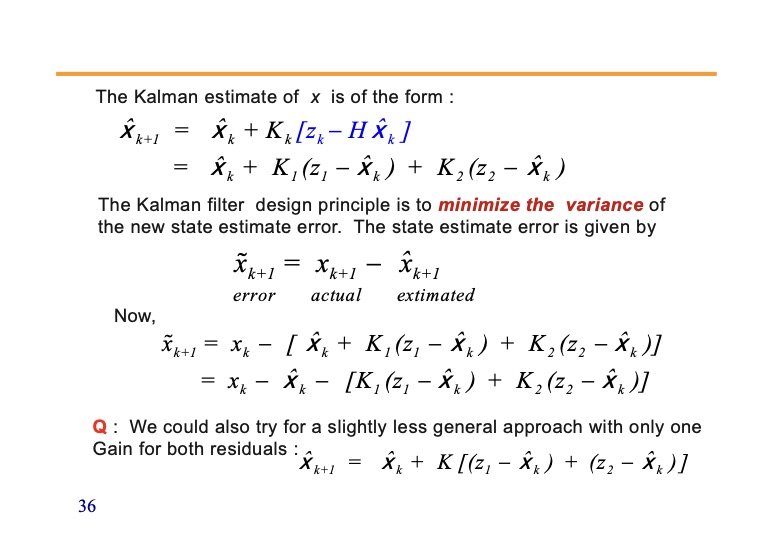 The Kalman estimate of x is of the form :
x̂ₖ₊₁ = x̂ₖ + Kₖ [zₖ – H x̂ₖ ]
= x̂ₖ + K₁(z₁ – x̂ₖ ) + K₂(z₂ – x̂ₖ )
The Kalman filter design principle is to minimize the variance of
the new state estimate error. The state estimate error is given by
x̃ₖ₊₁ = xₖ₊₁ – x̂ₖ₊₁
error actual extimated
Now,
x̃ₖ₊₁ = xₖ – [ x̂ₖ + K₁(z₁ – x̂ₖ ) + K₂(z₂ – x̂ₖ )]
= xₖ – x̂ₖ – [K₁(z₁ – x̂ₖ ) + K₂(z₂ – x̂ₖ )]
Q : We could also try for a slightly less general approach with only one
Gain for both residuals :
x̂ₖ₊₁ = x̂ₖ + K [(z₁ – x̂ₖ ) + (z₂ – x̂ₖ )]
36